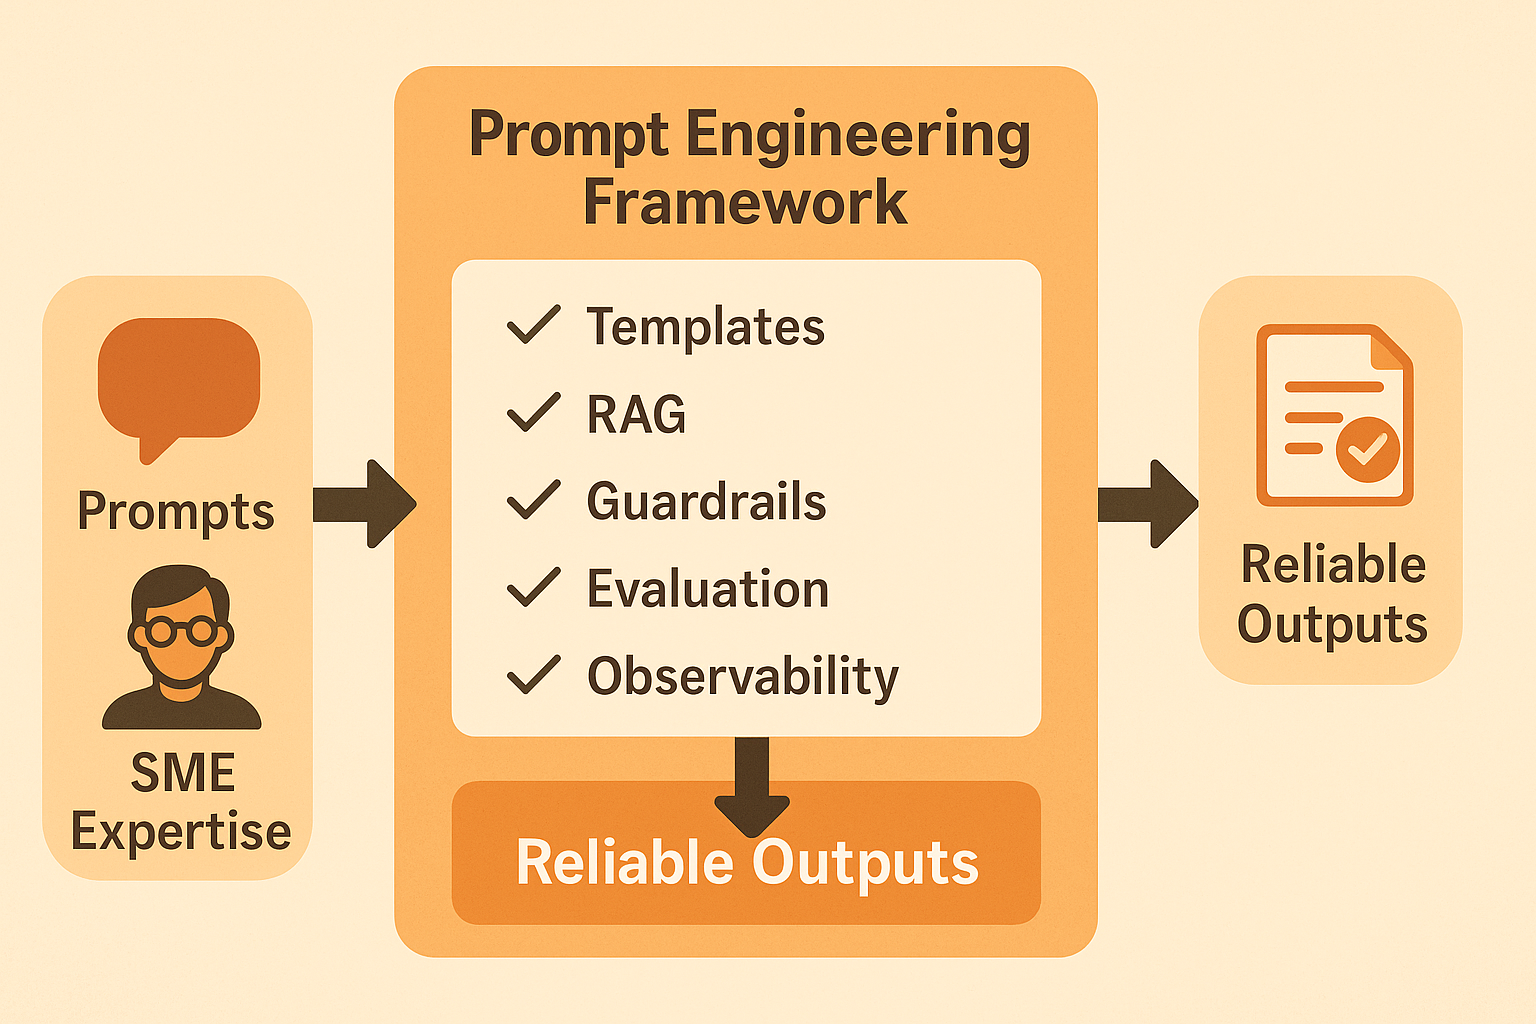 Prompts
SME
Expertise
Prompt Engineering
Framework
Templates
RAG
Guardrails
Evaluation
Observability
Reliable Outputs
Reliable
Outputs